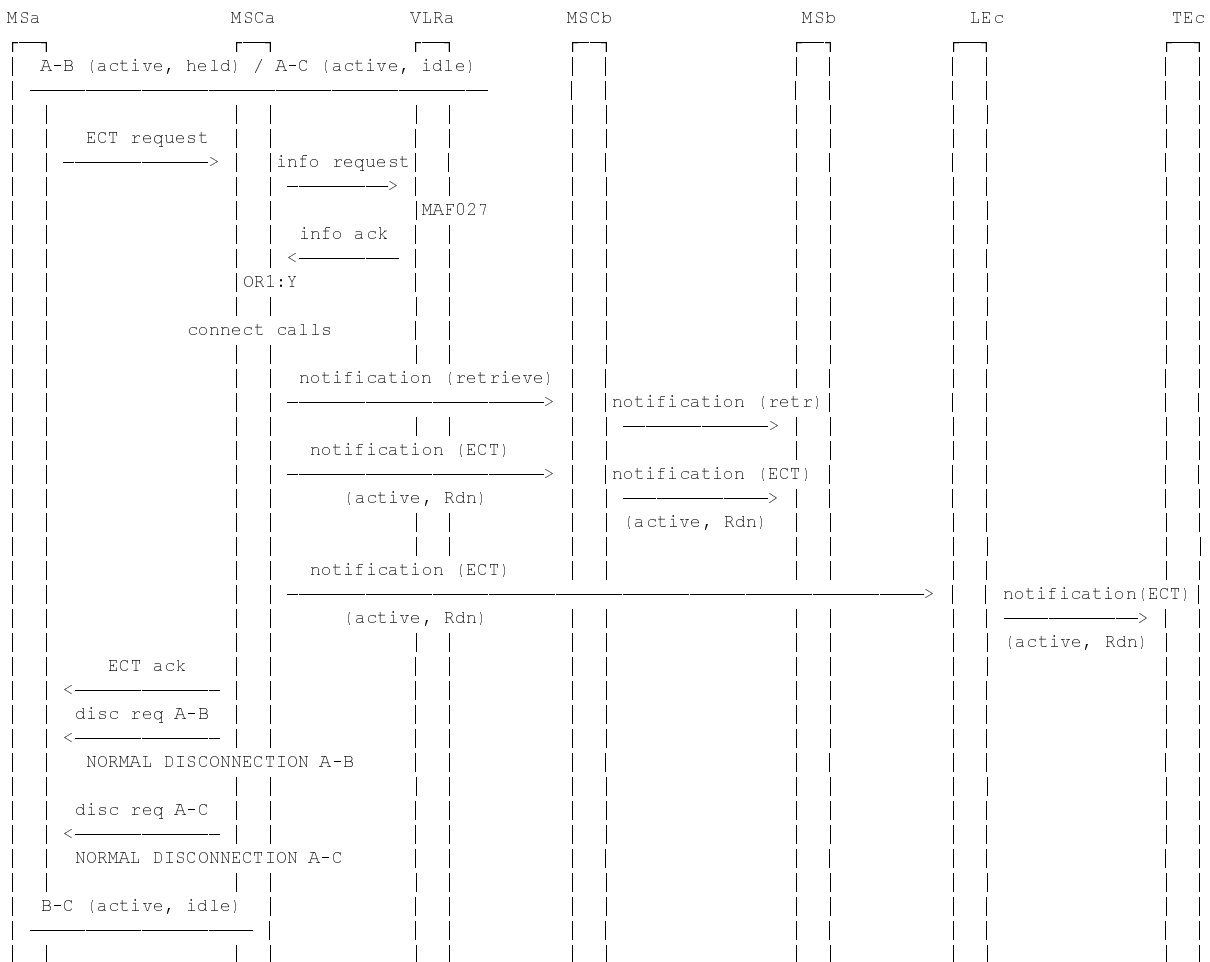 MSa MSCa VLRa MSCb MSb LEc TEc
A-B (active, held) / A-C (active, idle)
ECT request
info request
MAF027
info ack
OR1:Y
connect calls
notification (retrieve)
notification (retr)
notification (ECT)
notification (ECT)
(active, Rdn)
(active, Rdn)
notification (ECT)
notification(ECT)
(active, Rdn)
(active, Rdn)
ECT ack
disc req A-B
NORMAL DISCONNECTION A-B
disc req A-C
NORMAL DISCONNECTION A-C
B-C (active, idle)